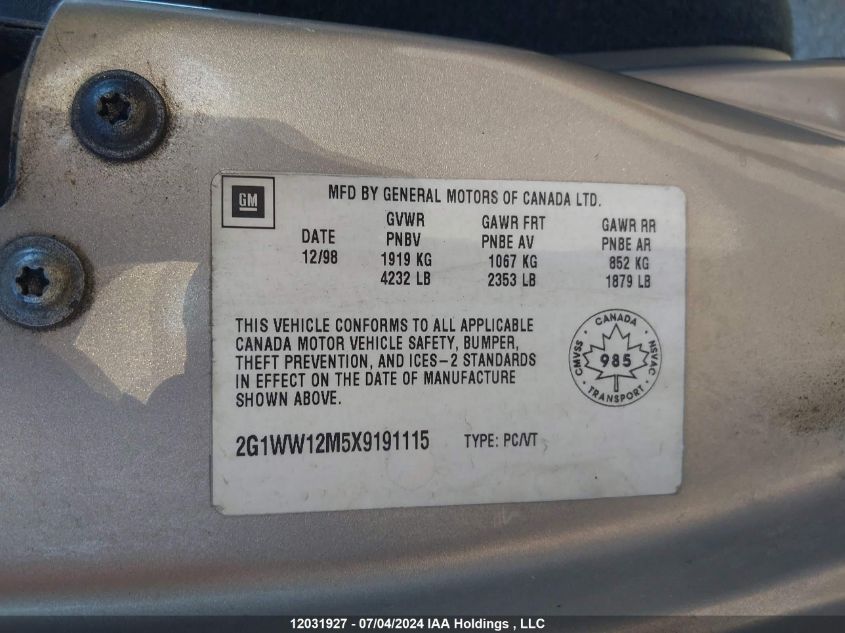 GM
MFD BY GENERAL MOTORS OF CANADA LTD.
GVWR GAWR FRT GAWR RR
DATE PNBV PNBE AV PNBE AR
12/98 1919 KG 1067 KG 852 KG
4232 LB 2353 LB 1879 LB
THIS VEHICLE CONFORMS TO ALL APPLICABLE
CANADA MOTOR VEHICLE SAFETY, BUMPER,
THEFT PREVENTION, AND ICES-2 STANDARDS
IN EFFECT ON THE DATE OF MANUFACTURE
SHOWN ABOVE.
CANADA
CMVSS 985 NSVAC
TRANSPORT
2G1WW12M5X9191115 TYPE: PC/VT
12031927 - 07/04/2024 IAA Holdings , LLC